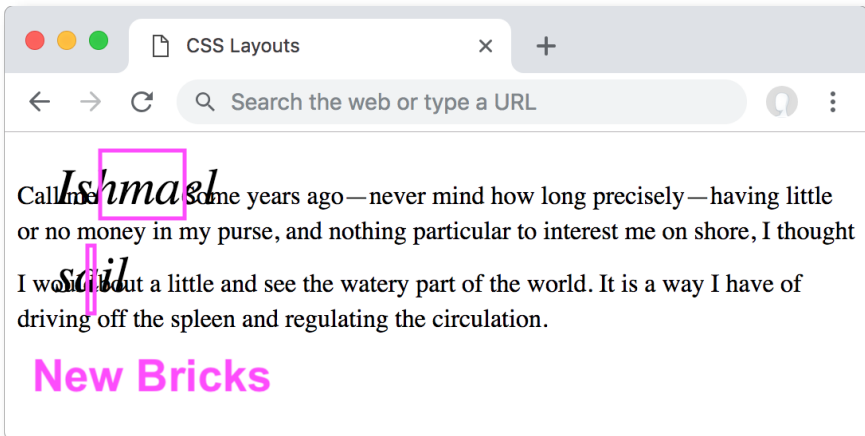 CSS Layouts
Search the web or type a URL
Call me Ishmael Some years ago—never mind how long precisely—having little
or no money in my purse, and nothing particular to interest me on shore, I thought
I would sail about a little and see the watery part of the world. It is a way I have of
driving off the spleen and regulating the circulation.
New Bricks